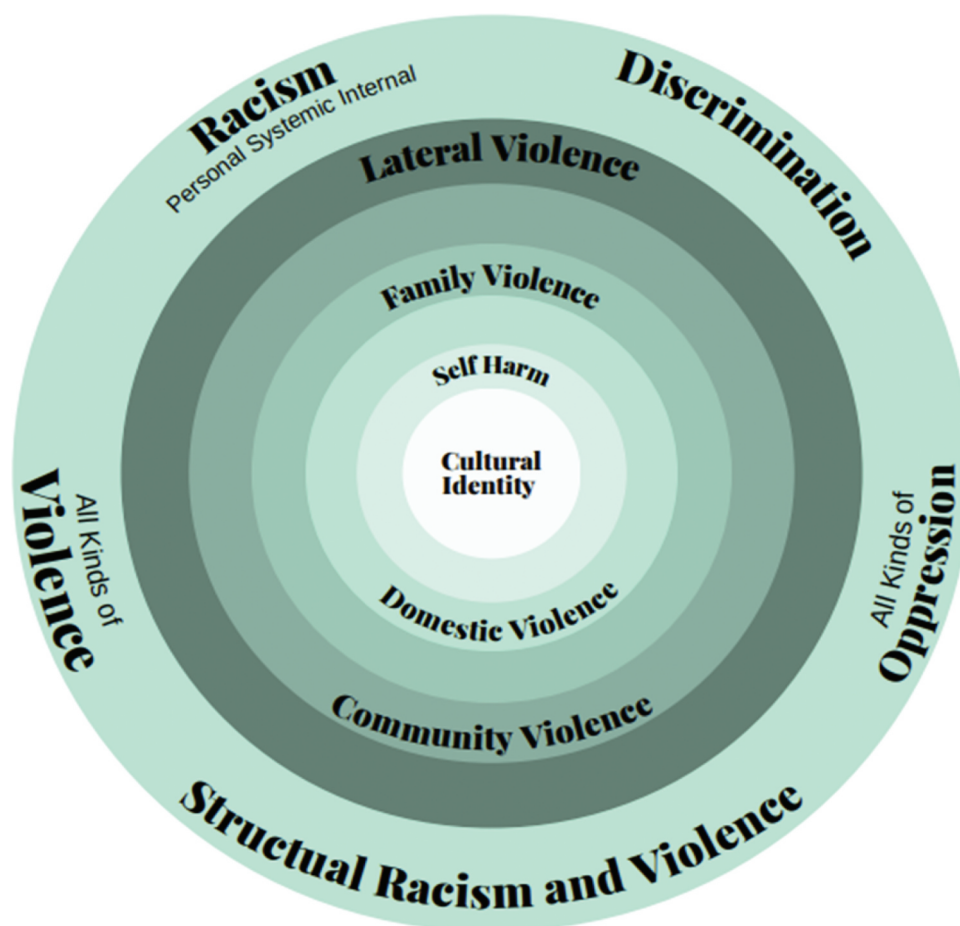 Racism
Personal Systemic Internal
Discrimination
Lateral Violence
Family Violence
Self Harm
Cultural
Identity
Domestic Violence
Community Violence
All Kinds of
Violence
All Kinds of
Oppression
Structual Racism and Violence